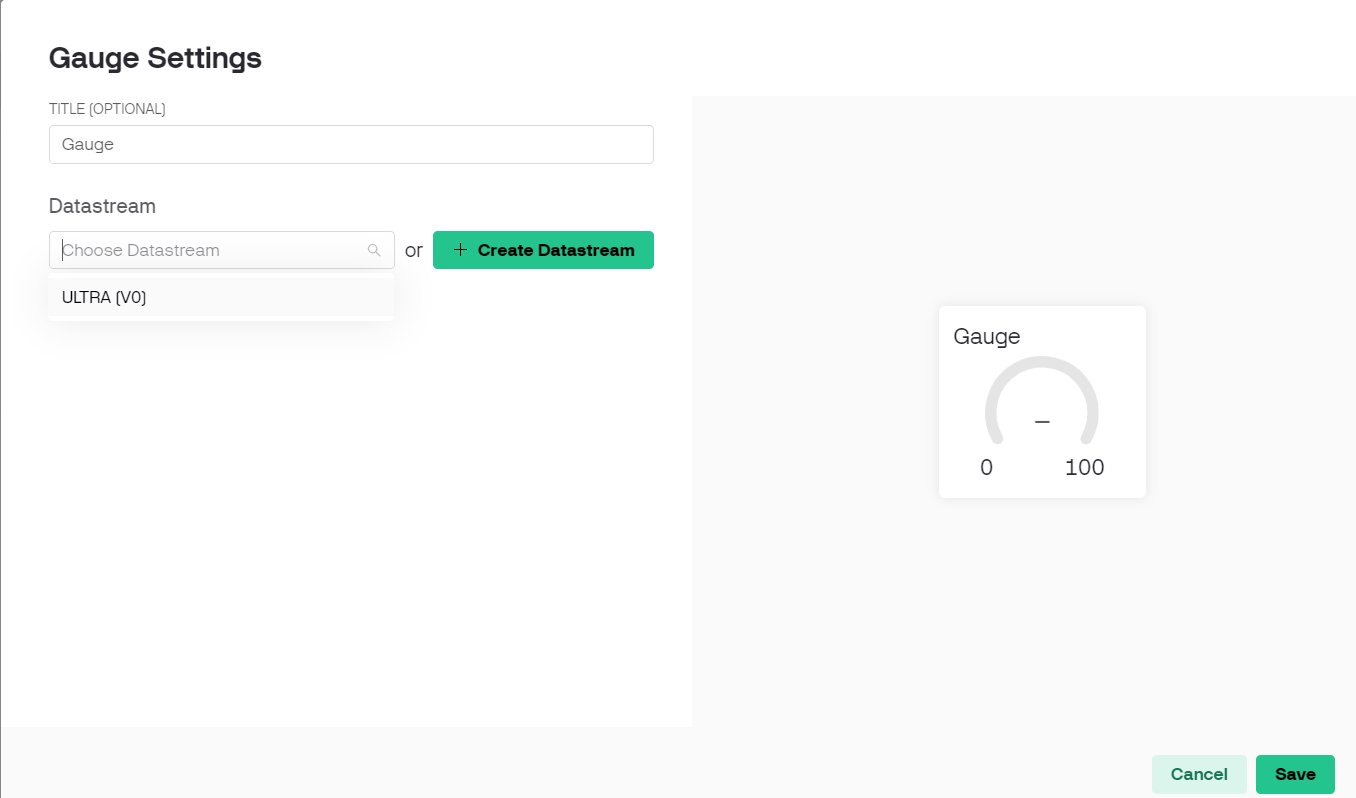 Gauge Settings
TITLE (OPTIONAL)
Gauge
Datastream
Choose Datastream or + Create Datastream
ULTRA (V0)
Gauge
–
0 100
Cancel Save